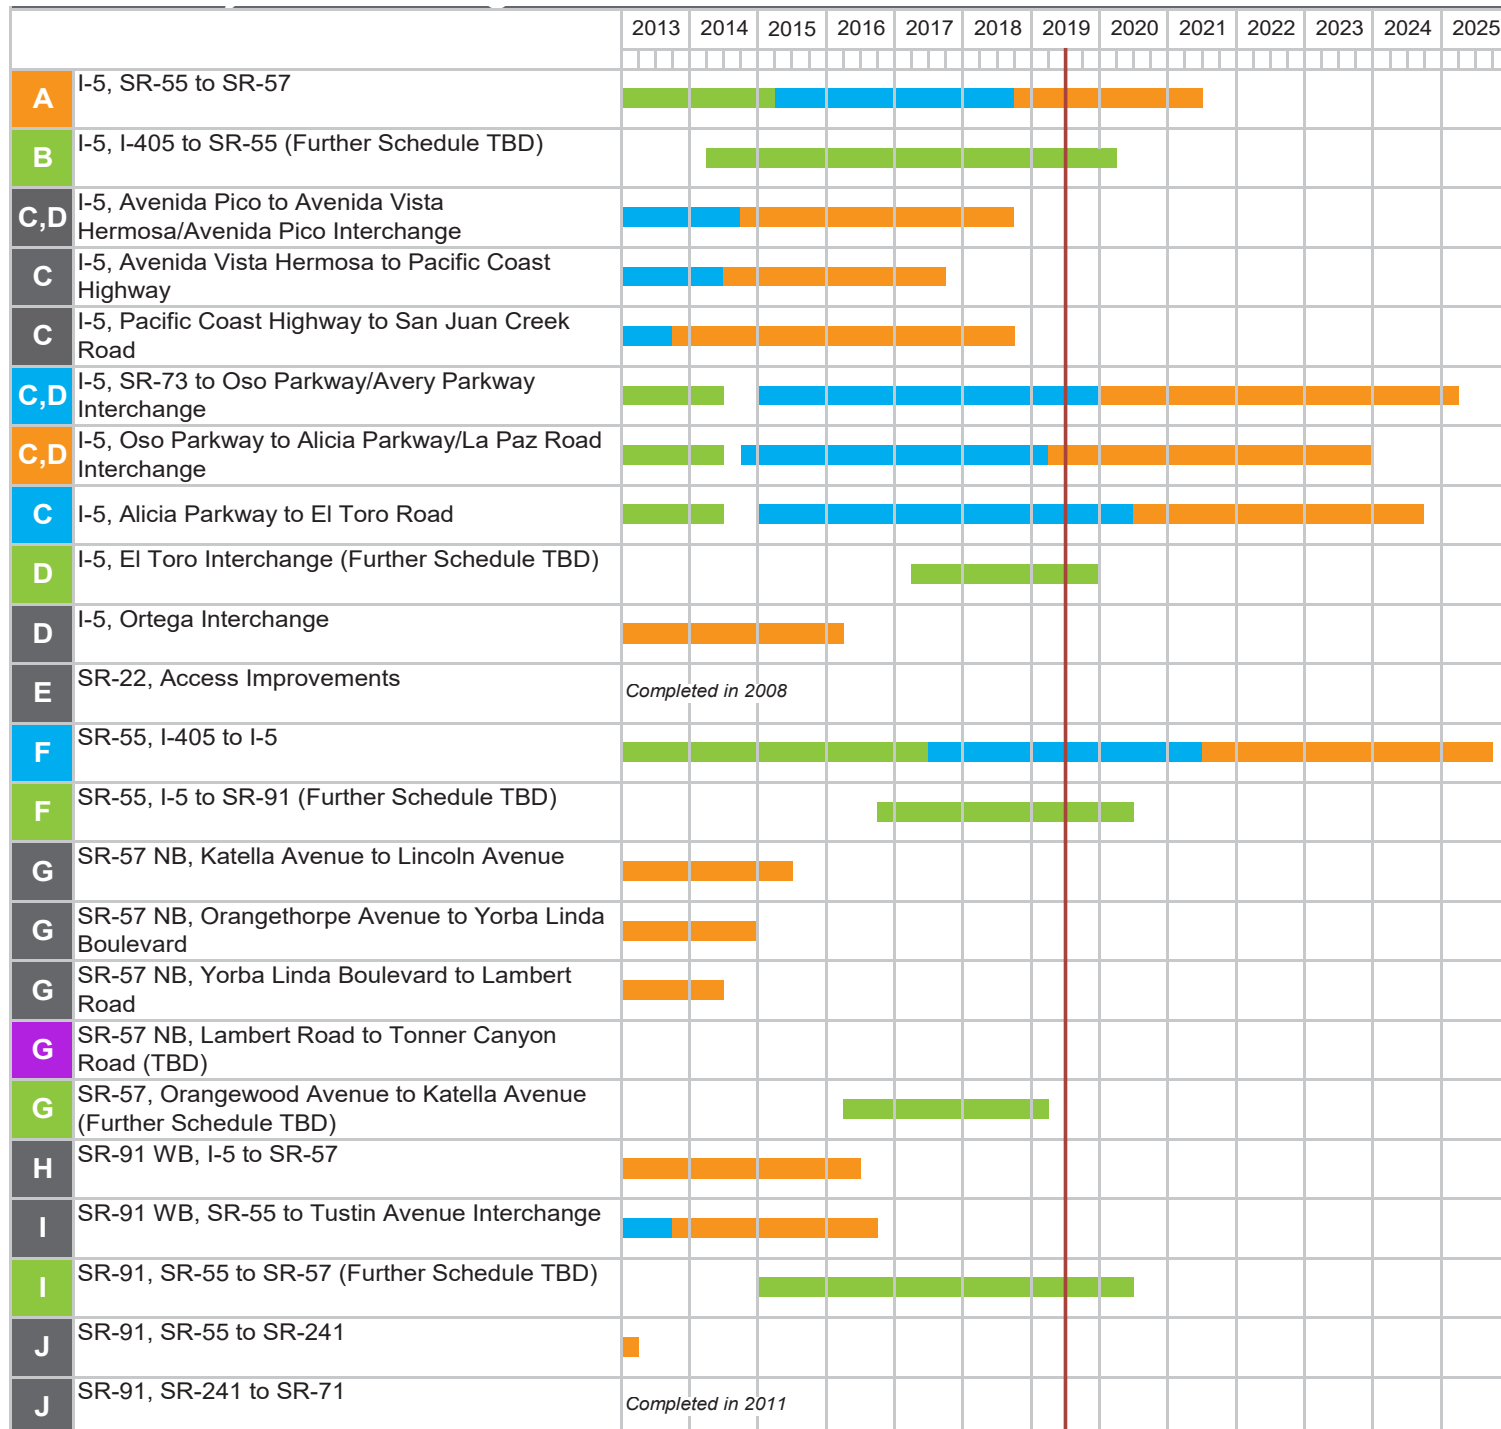 2013 2014 2015 2016 2017 2018 2019 2020 2021 2022 2023 2024 2025
A I-5, SR-55 to SR-57
B I-5, I-405 to SR-55 (Further Schedule TBD)
C,D I-5, Avenida Pico to Avenida Vista
Hermosa/Avenida Pico Interchange
C I-5, Avenida Vista Hermosa to Pacific Coast
Highway
C I-5, Pacific Coast Highway to San Juan Creek
Road
C,D I-5, SR-73 to Oso Parkway/Avery Parkway
Interchange
C,D I-5, Oso Parkway to Alicia Parkway/La Paz Road
Interchange
C I-5, Alicia Parkway to El Toro Road
D I-5, El Toro Interchange (Further Schedule TBD)
D I-5, Ortega Interchange
E SR-22, Access Improvements Completed in 2008
F SR-55, I-405 to I-5
F SR-55, I-5 to SR-91 (Further Schedule TBD)
G SR-57 NB, Katella Avenue to Lincoln Avenue
G SR-57 NB, Orangethorpe Avenue to Yorba Linda
Boulevard
G SR-57 NB, Yorba Linda Boulevard to Lambert
Road
G SR-57 NB, Lambert Road to Tonner Canyon
Road (TBD)
G SR-57, Orangewood Avenue to Katella Avenue
(Further Schedule TBD)
H SR-91 WB, I-5 to SR-57
I SR-91 WB, SR-55 to Tustin Avenue Interchange
I SR-91, SR-55 to SR-57 (Further Schedule TBD)
J SR-91, SR-55 to SR-241
J SR-91, SR-241 to SR-71 Completed in 2011